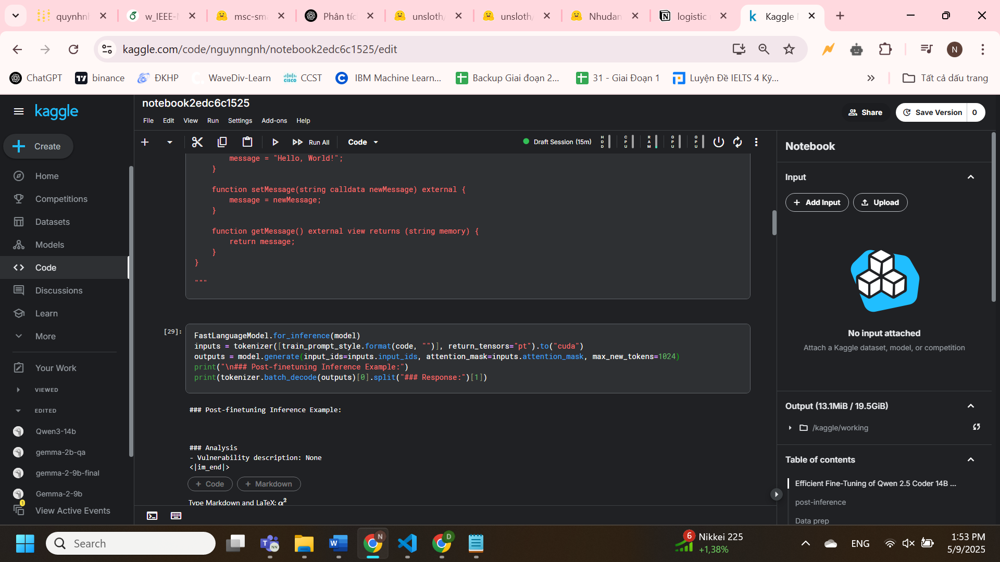 quynhnl
w_IEEE-
msc-sm
Phân tíc
unsloth/
unsloth/
Nhudan
logistic
Kaggle
kaggle.com/code/nguynngnh/notebook2edc6c1525/edit
N
ChatGPT
binance
ĐKHP
WaveDiv-Learn
CCST
IBM Machine Learn...
Backup Giai đoạn 2...
31 - Giai Đoạn 1
Luyện Đề IELTS 4 Kỹ...
Tất cả dấu trang
kaggle
notebook2edc6c1525
File Edit View Run Settings Add-ons Help
Share
Save Version 0
Create
Home
Competitions
Datasets
Models
Code
Discussions
Learn
More
Your Work
VIEWED
EDITED
Qwen3-14b
gemma-2b-qa
gemma-2-9b-final
Gemma-2-9b
1
View Active Events
Run All
Code
Draft Session (15m)
HDD
CPU
RAM
GPU
GPU
message = "Hello, World!";
}
function setMessage(string calldata newMessage) external {
message = newMessage;
}
function getMessage() external view returns (string memory) {
return message;
}
}
"""
[29]:
FastLanguageModel.for_inference(model)
inputs = tokenizer([train_prompt_style.format(code, "")], return_tensors="pt").to("cuda")
outputs = model.generate(input_ids=inputs.input_ids, attention_mask=inputs.attention_mask, max_new_tokens=1024)
print("\n### Post-finetuning Inference Example:")
print(tokenizer.batch_decode(outputs)[0].split("### Response:")[1])
### Post-finetuning Inference Example:
### Analysis
- Vulnerability description: None
<|im_end|>
+ Code
+ Markdown
Type Markdown and LaTeX: α²
Notebook
Input
+ Add Input
Upload
No input attached
Attach a Kaggle dataset, model, or competition
Output (13.1MiB / 19.5GiB)
/kaggle/working
Table of contents
Efficient Fine-Tuning of Qwen 2.5 Coder 14B ...
post-inference
Data prep
Search
NN
N
D
6
Nikkei 225
+1,38%
ENG
1:53 PM
5/9/2025